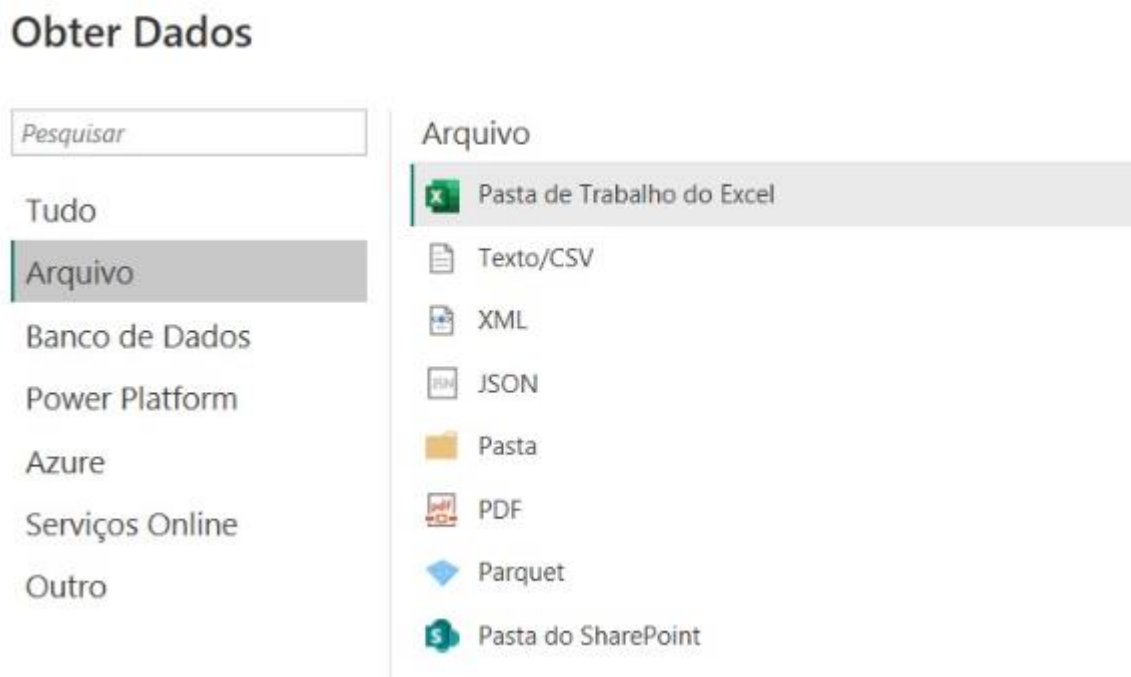 Obter Dados
Pesquisar
Tudo
Arquivo
Banco de Dados
Power Platform
Azure
Serviços Online
Outro
Arquivo
Pasta de Trabalho do Excel
Texto/CSV
XML
JSON
Pasta
PDF
Parquet
Pasta do SharePoint